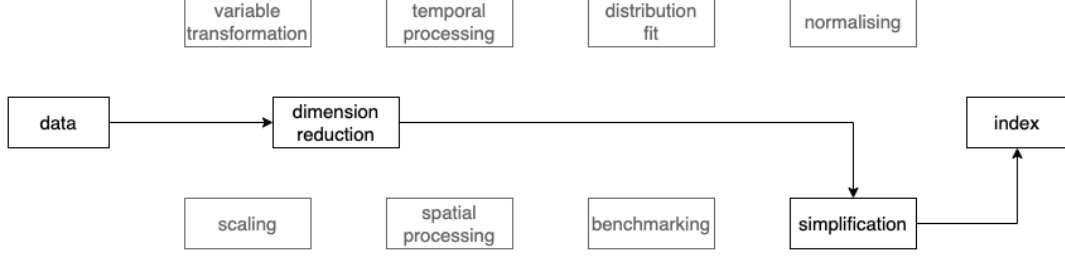 variable
transformation
temporal
processing
distribution
fit
normalising
data
dimension
reduction
index
scaling
spatial
processing
benchmarking
simplification